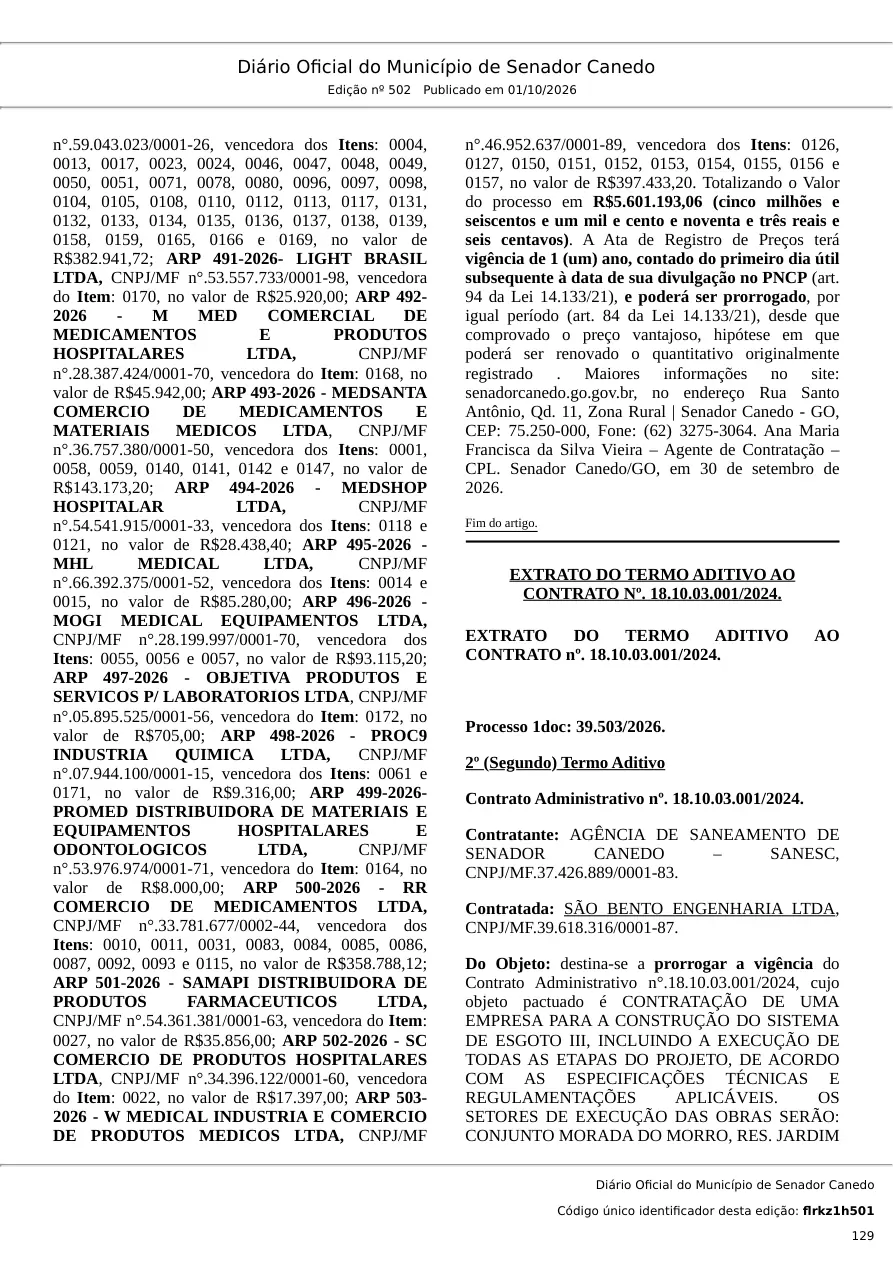 Diário Oficial do Município de Senador Canedo
Edição nº 502 Publicado em 01/10/2026
n°.59.043.023/0001-26, vencedora dos Itens: 0004,
0013, 0017, 0023, 0024, 0046, 0047, 0048, 0049,
0050, 0051, 0071, 0078, 0080, 0096, 0097, 0098,
0104, 0105, 0108, 0110, 0112, 0113, 0117, 0131,
0132, 0133, 0134, 0135, 0136, 0137, 0138, 0139,
0158, 0159, 0165, 0166 e 0169, no valor de
R$382.941,72; ARP 491-2026- LIGHT BRASIL
LTDA, CNPJ/MF n°.53.557.733/0001-98, vencedora
do Item: 0170, no valor de R$25.920,00; ARP 492-
2026 - M MED COMERCIAL DE
MEDICAMENTOS E PRODUTOS
HOSPITALARES LTDA, CNPJ/MF
n°.28.387.424/0001-70, vencedora do Item: 0168, no
valor de R$45.942,00; ARP 493-2026 - MEDSANTA
COMERCIO DE MEDICAMENTOS E
MATERIAIS MEDICOS LTDA, CNPJ/MF
n°.36.757.380/0001-50, vencedora dos Itens: 0001,
0058, 0059, 0140, 0141, 0142 e 0147, no valor de
R$143.173,20; ARP 494-2026 - MEDSHOP
HOSPITALAR LTDA, CNPJ/MF
n°.54.541.915/0001-33, vencedora dos Itens: 0118 e
0121, no valor de R$28.438,40; ARP 495-2026 -
MHL MEDICAL LTDA, CNPJ/MF
n°.66.392.375/0001-52, vencedora dos Itens: 0014 e
0015, no valor de R$85.280,00; ARP 496-2026 -
MOGI MEDICAL EQUIPAMENTOS LTDA,
CNPJ/MF n°.28.199.997/0001-70, vencedora dos
Itens: 0055, 0056 e 0057, no valor de R$93.115,20;
ARP 497-2026 - OBJETIVA PRODUTOS E
SERVICOS P/ LABORATORIOS LTDA, CNPJ/MF
n°.05.895.525/0001-56, vencedora do Item: 0172, no
valor de R$705,00; ARP 498-2026 - PROC9
INDUSTRIA QUIMICA LTDA, CNPJ/MF
n°.07.944.100/0001-15, vencedora dos Itens: 0061 e
0171, no valor de R$9.316,00; ARP 499-2026-
PROMED DISTRIBUIDORA DE MATERIAIS E
EQUIPAMENTOS HOSPITALARES E
ODONTOLOGICOS LTDA, CNPJ/MF
n°.53.976.974/0001-71, vencedora do Item: 0164, no
valor de R$8.000,00; ARP 500-2026 - RR
COMERCIO DE MEDICAMENTOS LTDA,
CNPJ/MF n°.33.781.677/0002-44, vencedora dos
Itens: 0010, 0011, 0031, 0083, 0084, 0085, 0086,
0087, 0092, 0093 e 0115, no valor de R$358.788,12;
ARP 501-2026 - SAMAPI DISTRIBUIDORA DE
PRODUTOS FARMACEUTICOS LTDA,
CNPJ/MF n°.54.361.381/0001-63, vencedora do Item:
0027, no valor de R$35.856,00; ARP 502-2026 - SC
COMERCIO DE PRODUTOS HOSPITALARES
LTDA, CNPJ/MF n°.34.396.122/0001-60, vencedora
do Item: 0022, no valor de R$17.397,00; ARP 503-
2026 - W MEDICAL INDUSTRIA E COMERCIO
DE PRODUTOS MEDICOS LTDA, CNPJ/MF
n°.46.952.637/0001-89, vencedora dos Itens: 0126,
0127, 0150, 0151, 0152, 0153, 0154, 0155, 0156 e
0157, no valor de R$397.433,20. Totalizando o Valor
do processo em R$5.601.193,06 (cinco milhões e
seiscentos e um mil e cento e noventa e três reais e
seis centavos). A Ata de Registro de Preços terá
vigência de 1 (um) ano, contado do primeiro dia útil
subsequente à data de sua divulgação no PNCP (art.
94 da Lei 14.133/21), e poderá ser prorrogado, por
igual período (art. 84 da Lei 14.133/21), desde que
comprovado o preço vantajoso, hipótese em que
poderá ser renovado o quantitativo originalmente
registrado . Maiores informações no site:
senadorcanedo.go.gov.br, no endereço Rua Santo
Antônio, Qd. 11, Zona Rural | Senador Canedo - GO,
CEP: 75.250-000, Fone: (62) 3275-3064. Ana Maria
Francisca da Silva Vieira – Agente de Contratação –
CPL. Senador Canedo/GO, em 30 de setembro de
2026.
Fim do artigo.
EXTRATO DO TERMO ADITIVO AO
CONTRATO Nº. 18.10.03.001/2024.
EXTRATO DO TERMO ADITIVO AO
CONTRATO nº. 18.10.03.001/2024.
Processo 1doc: 39.503/2026.
2º (Segundo) Termo Aditivo
Contrato Administrativo nº. 18.10.03.001/2024.
Contratante: AGÊNCIA DE SANEAMENTO DE
SENADOR CANEDO – SANESC,
CNPJ/MF.37.426.889/0001-83.
Contratada: SÃO BENTO ENGENHARIA LTDA,
CNPJ/MF.39.618.316/0001-87.
Do Objeto: destina-se a prorrogar a vigência do
Contrato Administrativo n°.18.10.03.001/2024, cujo
objeto pactuado é CONTRATAÇÃO DE UMA
EMPRESA PARA A CONSTRUÇÃO DO SISTEMA
DE ESGOTO III, INCLUINDO A EXECUÇÃO DE
TODAS AS ETAPAS DO PROJETO, DE ACORDO
COM AS ESPECIFICAÇÕES TÉCNICAS E
REGULAMENTAÇÕES APLICÁVEIS. OS
SETORES DE EXECUÇÃO DAS OBRAS SERÃO:
CONJUNTO MORADA DO MORRO, RES. JARDIM
Diário Oficial do Município de Senador Canedo
Código único identificador desta edição: flrkz1h501
129